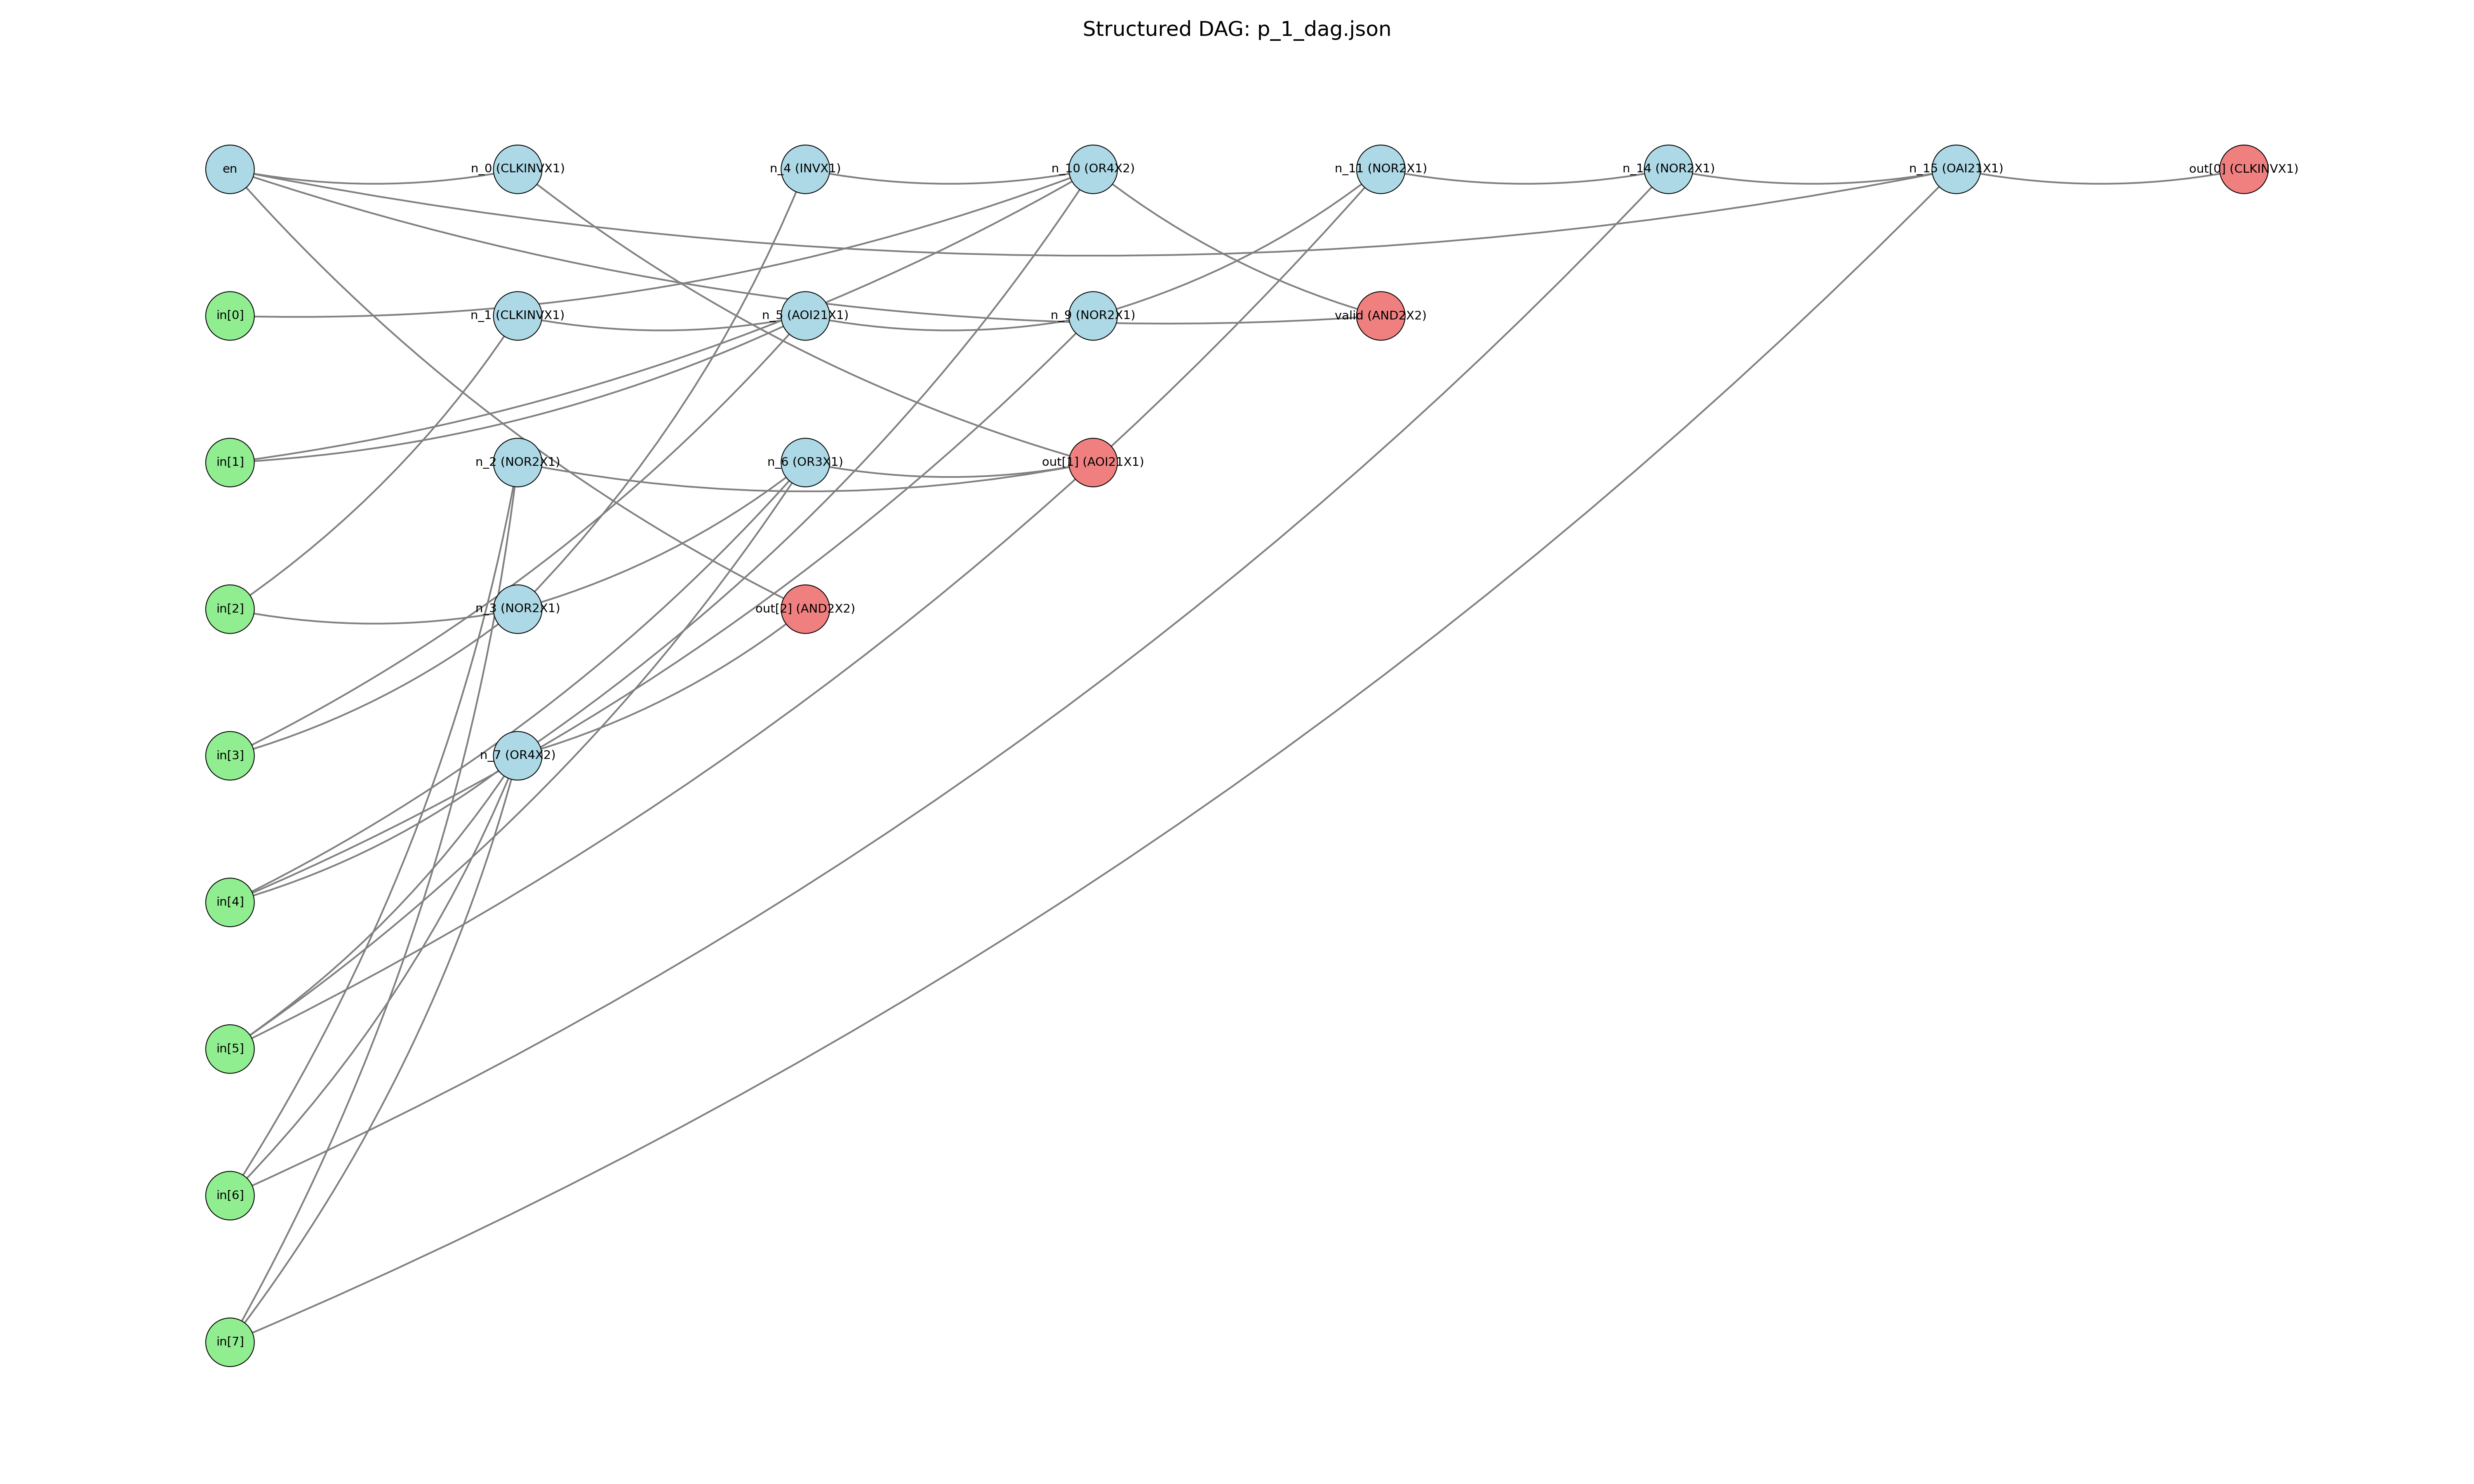 Structured DAG: p_1_dag.json
en
n_0 (CLKINVX1)
n_4 (INVX1)
n_10 (OR4X2)
n_11 (NOR2X1)
n_14 (NOR2X1)
n_15 (OAI21X1)
out[0] (CLKINVX1)
in[0]
n_1 (CLKINVX1)
n_5 (AOI21X1)
n_9 (NOR2X1)
valid (AND2X2)
in[1]
n_2 (NOR2X1)
n_6 (OR3X1)
out[1] (AOI21X1)
in[2]
n_3 (NOR2X1)
out[2] (AND2X2)
in[3]
n_7 (OR4X2)
in[4]
in[5]
in[6]
in[7]